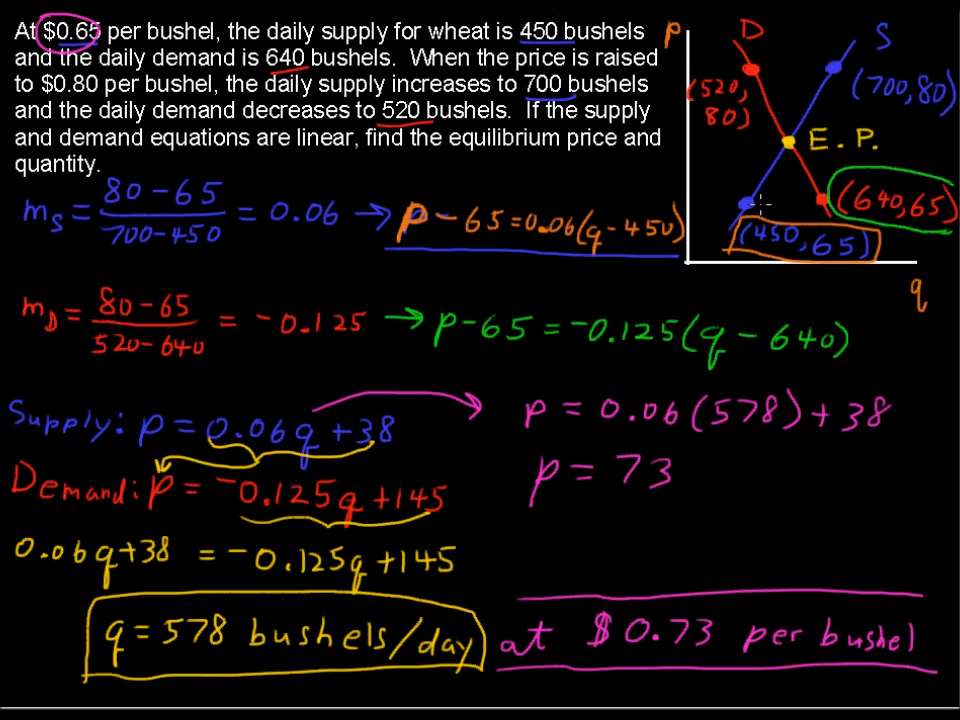 At $0.65 per bushel, the daily supply for wheat is 450 bushels
and the daily demand is 640 bushels. When the price is raised
to $0.80 per bushel, the daily supply increases to 700 bushels
and the daily demand decreases to 520 bushels. If the supply
and demand equations are linear, find the equilibrium price and
quantity.
p
D
S
(520,
80)
(700,80)
E.P.
(640,65)
(450,65)
q
m_S = (80-65)/(700-450) = 0.06 → p - 65 = 0.06(q - 450)
m_D = (80-65)/(520-640) = -0.125 → p-65 = -0.125(q - 640)
Supply: p = 0.06q + 38
p = 0.06(578) + 38
Demand: p = -0.125q + 145
p = 73
0.06q+38 = -0.125q + 145
q = 578 bushels/day at $0.73 per bushel